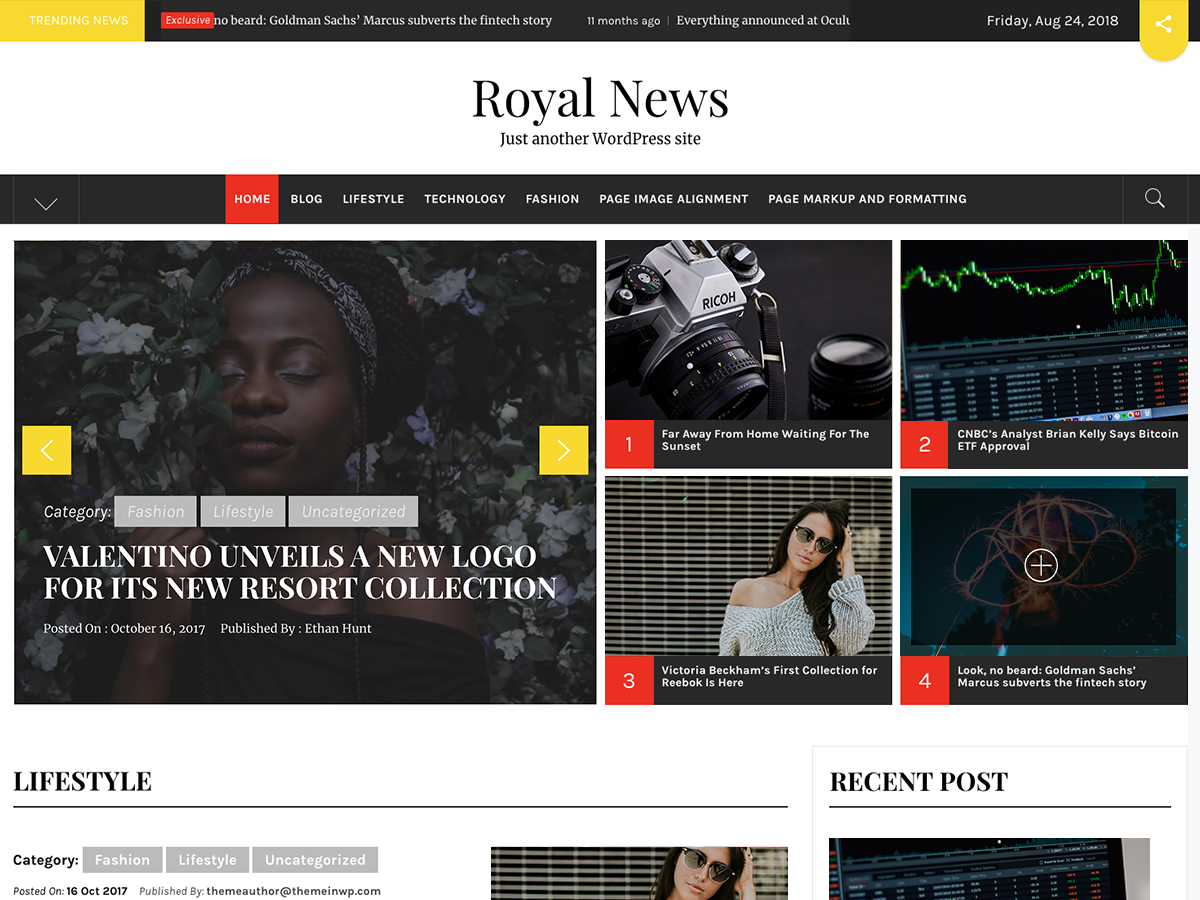 TRENDING NEWS
Exclusive no beard: Goldman Sachs’ Marcus subverts the fintech story 11 months ago Everything announced at Ocul
Friday, Aug 24, 2018
Royal News
Just another WordPress site
HOME BLOG LIFESTYLE TECHNOLOGY FASHION PAGE IMAGE ALIGNMENT PAGE MARKUP AND FORMATTING
RICOH
1
Far Away From Home Waiting For The
Sunset
2
CNBC’s Analyst Brian Kelly Says Bitcoin
ETF Approval
Category: Fashion Lifestyle Uncategorized
VALENTINO UNVEILS A NEW LOGO
FOR ITS NEW RESORT COLLECTION
Posted On : October 16, 2017 Published By : Ethan Hunt
3
Victoria Beckham’s First Collection for
Reebok Is Here
4
Look, no beard: Goldman Sachs’
Marcus subverts the fintech story
LIFESTYLE
Category: Fashion Lifestyle Uncategorized
Posted On: 16 Oct 2017 Published By: themeauthor@themeinwp.com
RECENT POST